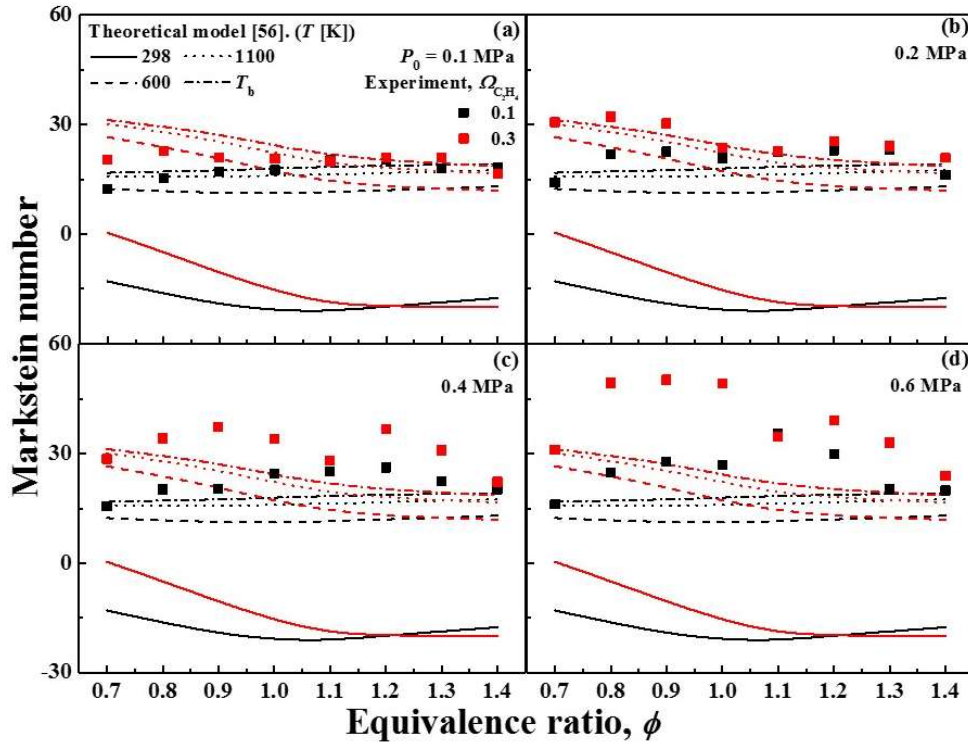 Markstein number
60
30
0
60
30
0
-30
Theoretical model [56]. (T [K])
298
1100
600
T_b
P_0 = 0.1 MPa
Experiment, Ω_{C_2H_4}
0.1
0.3
(a)
(b)
0.2 MPa
(c)
0.4 MPa
(d)
0.6 MPa
0.7 0.8 0.9 1.0 1.1 1.2 1.3 1.4
0.7 0.8 0.9 1.0 1.1 1.2 1.3 1.4
Equivalence ratio, ϕ